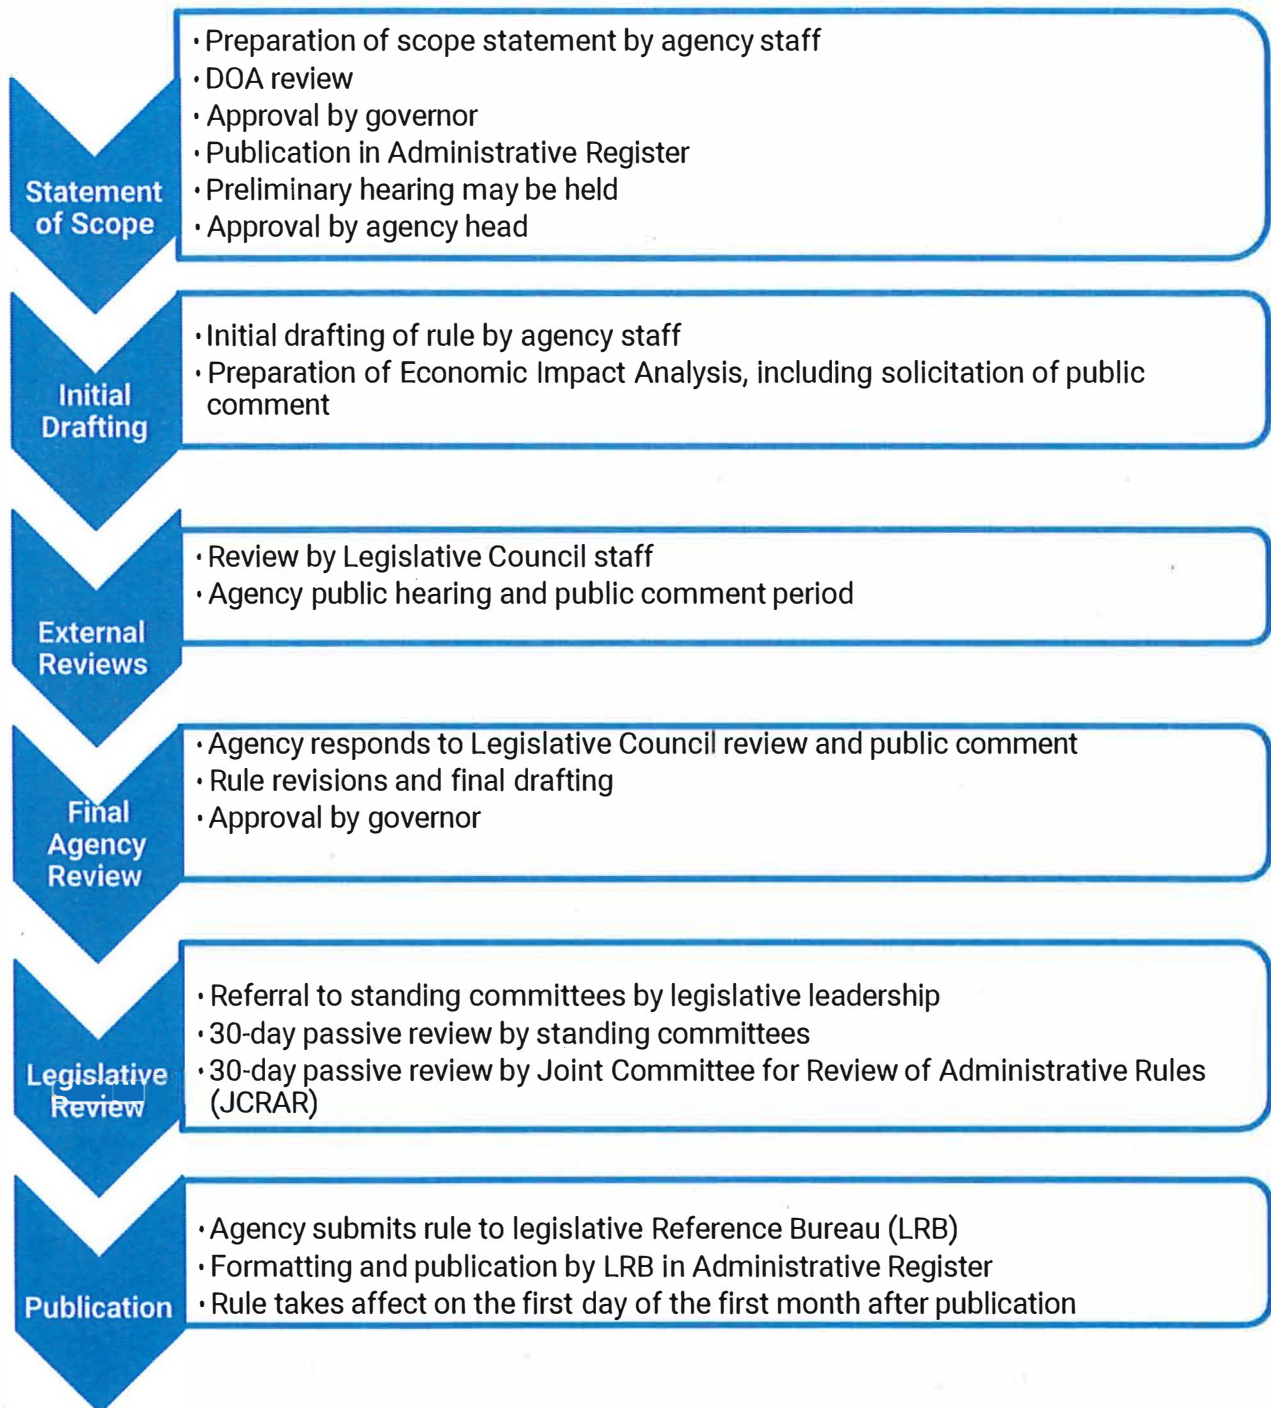 Statement
of Scope
· Preparation of scope statement by agency staff
· DOA review
· Approval by governor
· Publication in Administrative Register
· Preliminary hearing may be held
· Approval by agency head
Initial
Drafting
· Initial drafting of rule by agency staff
· Preparation of Economic Impact Analysis, including solicitation of public
comment
External
Reviews
· Review by Legislative Council staff
· Agency public hearing and public comment period
Final
Agency
Review
· Agency responds to Legislative Council review and public comment
· Rule revisions and final drafting
· Approval by governor
Legislative
Review
· Referral to standing committees by legislative leadership
· 30-day passive review by standing committees
· 30-day passive review by Joint Committee for Review of Administrative Rules
(JCRAR)
Publication
· Agency submits rule to legislative Reference Bureau (LRB)
· Formatting and publication by LRB in Administrative Register
· Rule takes affect on the first day of the first month after publication